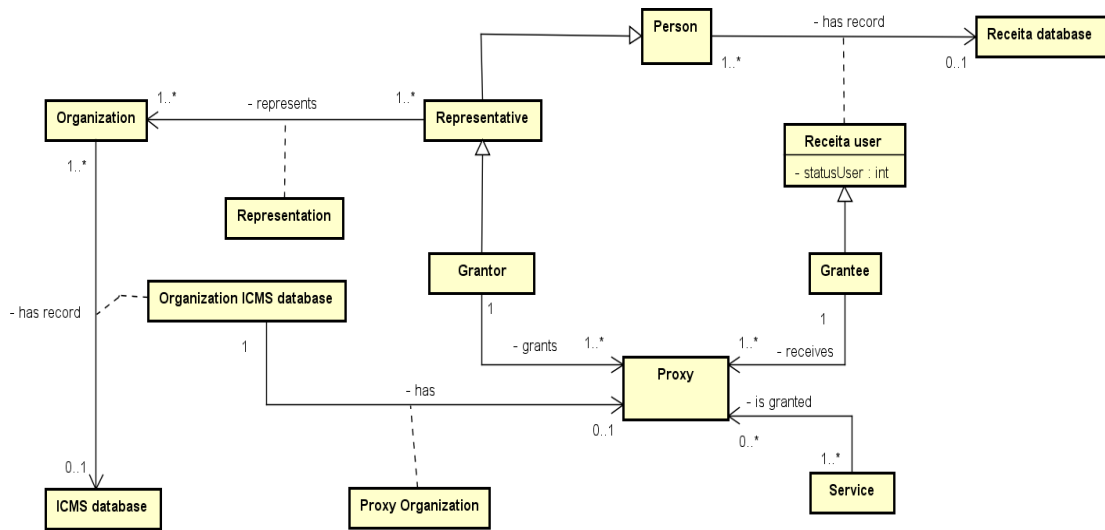 Person
- has record
Receita database
1..*
0..1
1..*
- represents
1..*
Organization
Representative
Receita user
- statusUser : int
1..*
Representation
Grantor
Grantee
Organization ICMS database
- has record
1
1
1
- grants
1..*
1..*
- receives
Proxy
- has
- is granted
0..1
0..*
0..1
1..*
ICMS database
Proxy Organization
Service